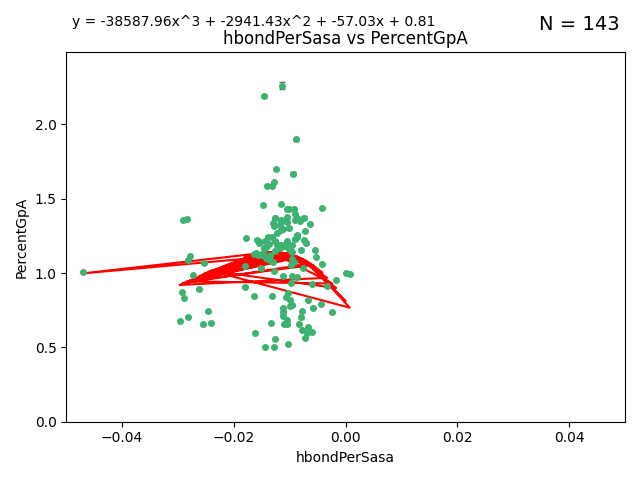 y = -38587.96x^3 + -2941.43x^2 + -57.03x + 0.81
N = 143
hbondPerSasa vs PercentGpA
PercentGpA
2.0
1.5
1.0
0.5
0.0
−0.04
−0.02
0.00
0.02
0.04
hbondPerSasa